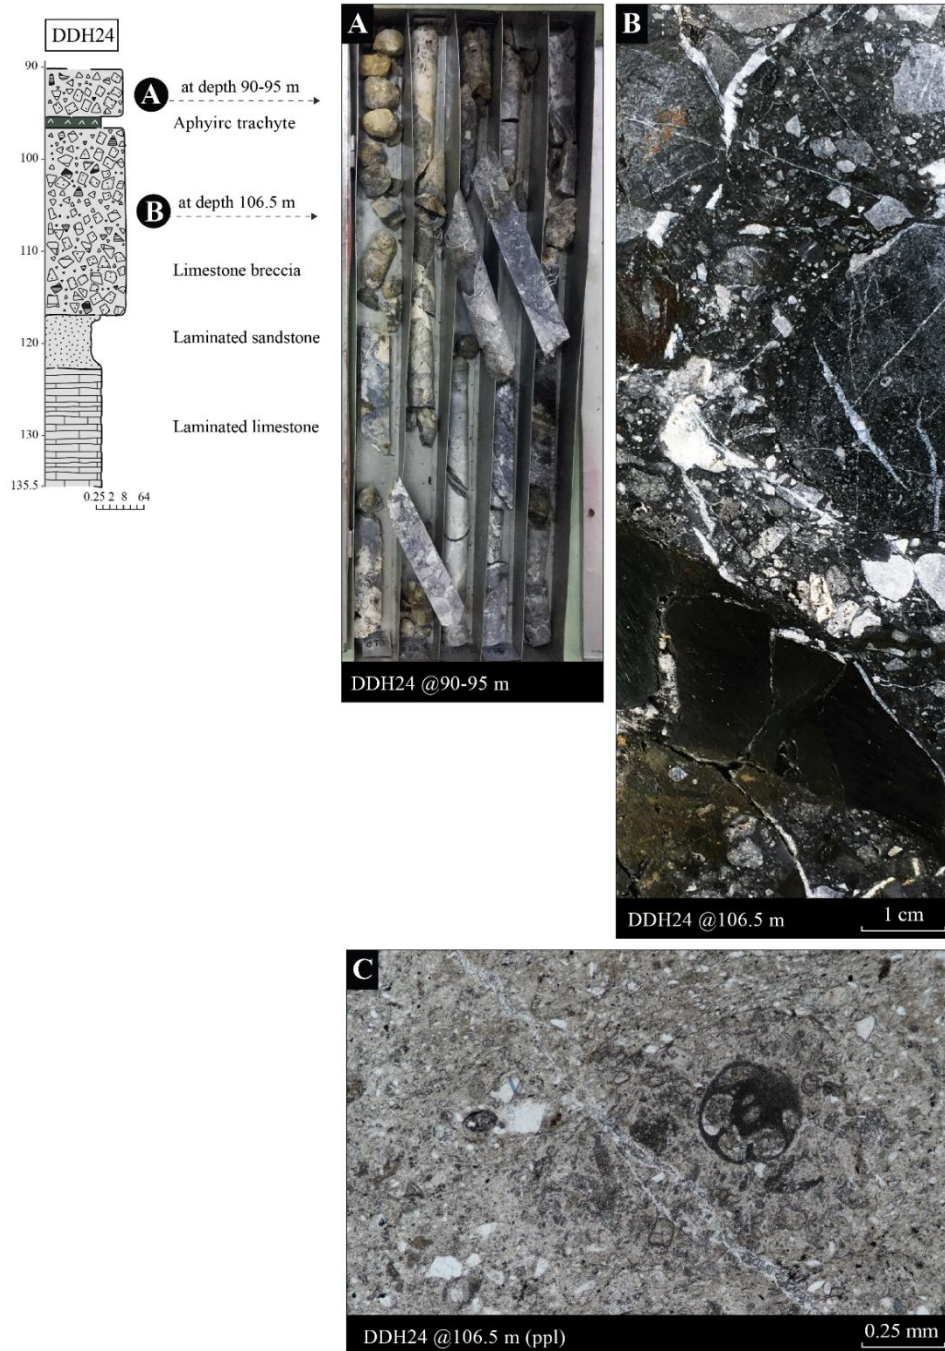 DDH24
90
100
110
120
130
135.5
0.25 2 8 64
A
at depth 90-95 m
Aphyirc trachyte
B
at depth 106.5 m
Limestone breccia
Laminated sandstone
Laminated limestone
A
DDH24 @90-95 m
B
DDH24 @106.5 m
1 cm
C
DDH24 @106.5 m (ppl)
0.25 mm